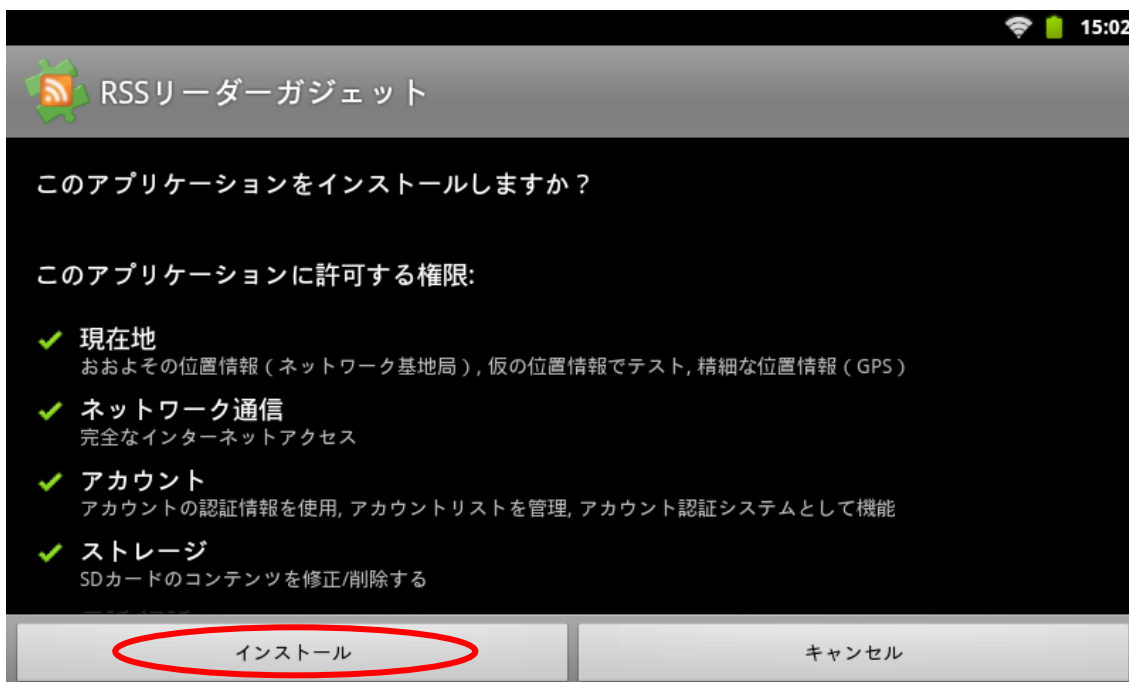 15:02
RSSリーダーガジェット
このアプリケーションをインストールしますか？
このアプリケーションに許可する権限:
現在地
おおよその位置情報（ネットワーク基地局）, 仮の位置情報でテスト, 精細な位置情報（GPS）
ネットワーク通信
完全なインターネットアクセス
アカウント
アカウントの認証情報を使用, アカウントリストを管理, アカウント認証システムとして機能
ストレージ
SDカードのコンテンツを修正/削除する
インストール
キャンセル